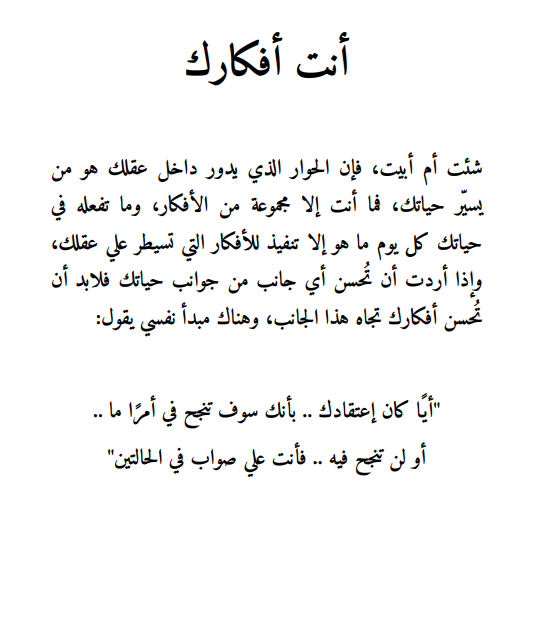 أنت أفكارك
شئت أم أبيت، فإن الحوار الذي يدور داخل عقلك هو من
يسيّر حياتك، فما أنت إلا مجموعة من الأفكار، وما تفعله في
حياتك كل يوم ما هو إلا تنفيذ للأفكار التي تسيطر علي عقلك،
وإذا أردت أن تُحسن أي جانب من جوانب حياتك فلابد أن
تُحسن أفكارك تجاه هذا الجانب، وهناك مبدأ نفسي يقول:
"أيًا كان إعتقادك .. بأنك سوف تنجح في أمرًا ما ..
أو لن تنجح فيه .. فأنت علي صواب في الحالتين"